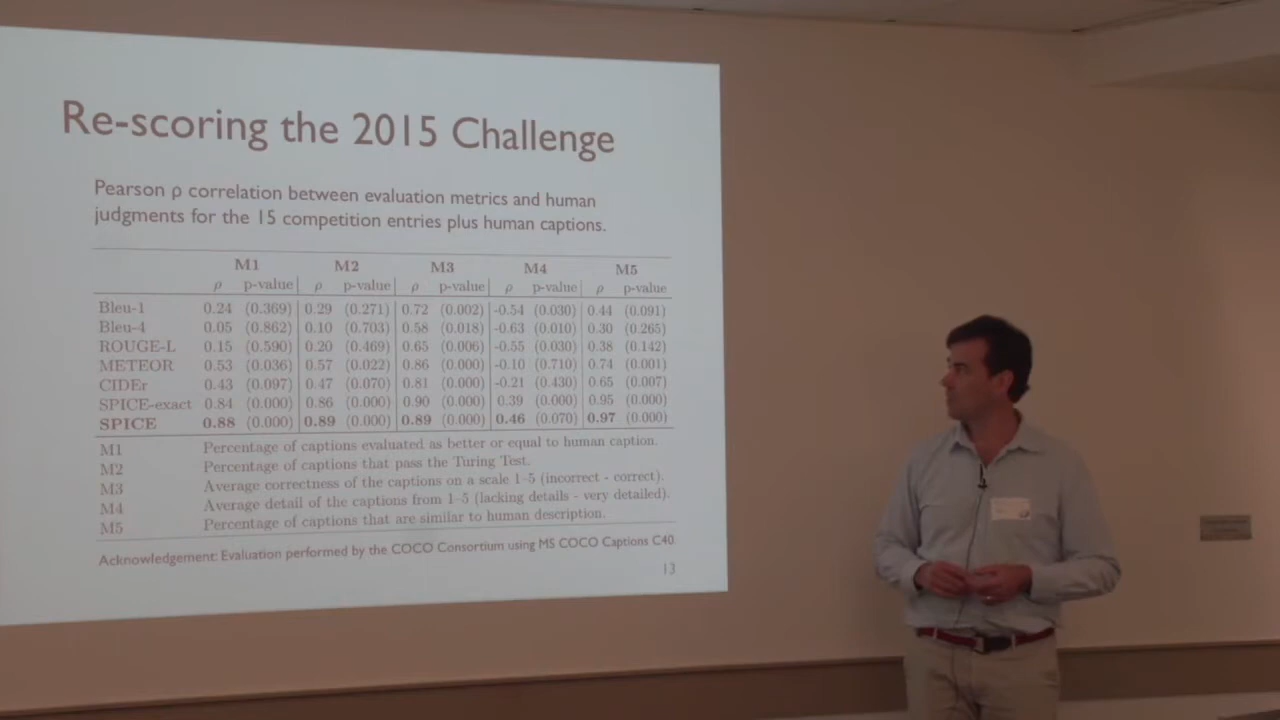 Re-scoring the 2015 Challenge
Pearson ρ correlation between evaluation metrics and human
judgments for the 15 competition entries plus human captions.
M1 M2 M3 M4 M5
ρ p-value ρ p-value ρ p-value ρ p-value ρ p-value
Bleu-1 0.24 (0.369) 0.29 (0.271) 0.72 (0.002) -0.54 (0.030) 0.44 (0.091)
Bleu-4 0.05 (0.862) 0.10 (0.703) 0.58 (0.018) -0.63 (0.010) 0.30 (0.265)
ROUGE-L 0.15 (0.590) 0.20 (0.469) 0.65 (0.006) -0.55 (0.030) 0.38 (0.142)
METEOR 0.53 (0.036) 0.57 (0.022) 0.86 (0.000) -0.10 (0.710) 0.74 (0.001)
CIDEr 0.43 (0.097) 0.47 (0.070) 0.81 (0.000) -0.21 (0.430) 0.65 (0.007)
SPICE-exact 0.84 (0.000) 0.86 (0.000) 0.90 (0.000) 0.39 (0.000) 0.95 (0.000)
SPICE 0.88 (0.000) 0.89 (0.000) 0.89 (0.000) 0.46 (0.070) 0.97 (0.000)
M1 Percentage of captions evaluated as better or equal to human caption.
M2 Percentage of captions that pass the Turing Test.
M3 Average correctness of the captions on a scale 1–5 (incorrect - correct).
M4 Average detail of the captions from 1–5 (lacking details - very detailed).
M5 Percentage of captions that are similar to human description.
Acknowledgement: Evaluation performed by the COCO Consortium using MS COCO Captions C40
13